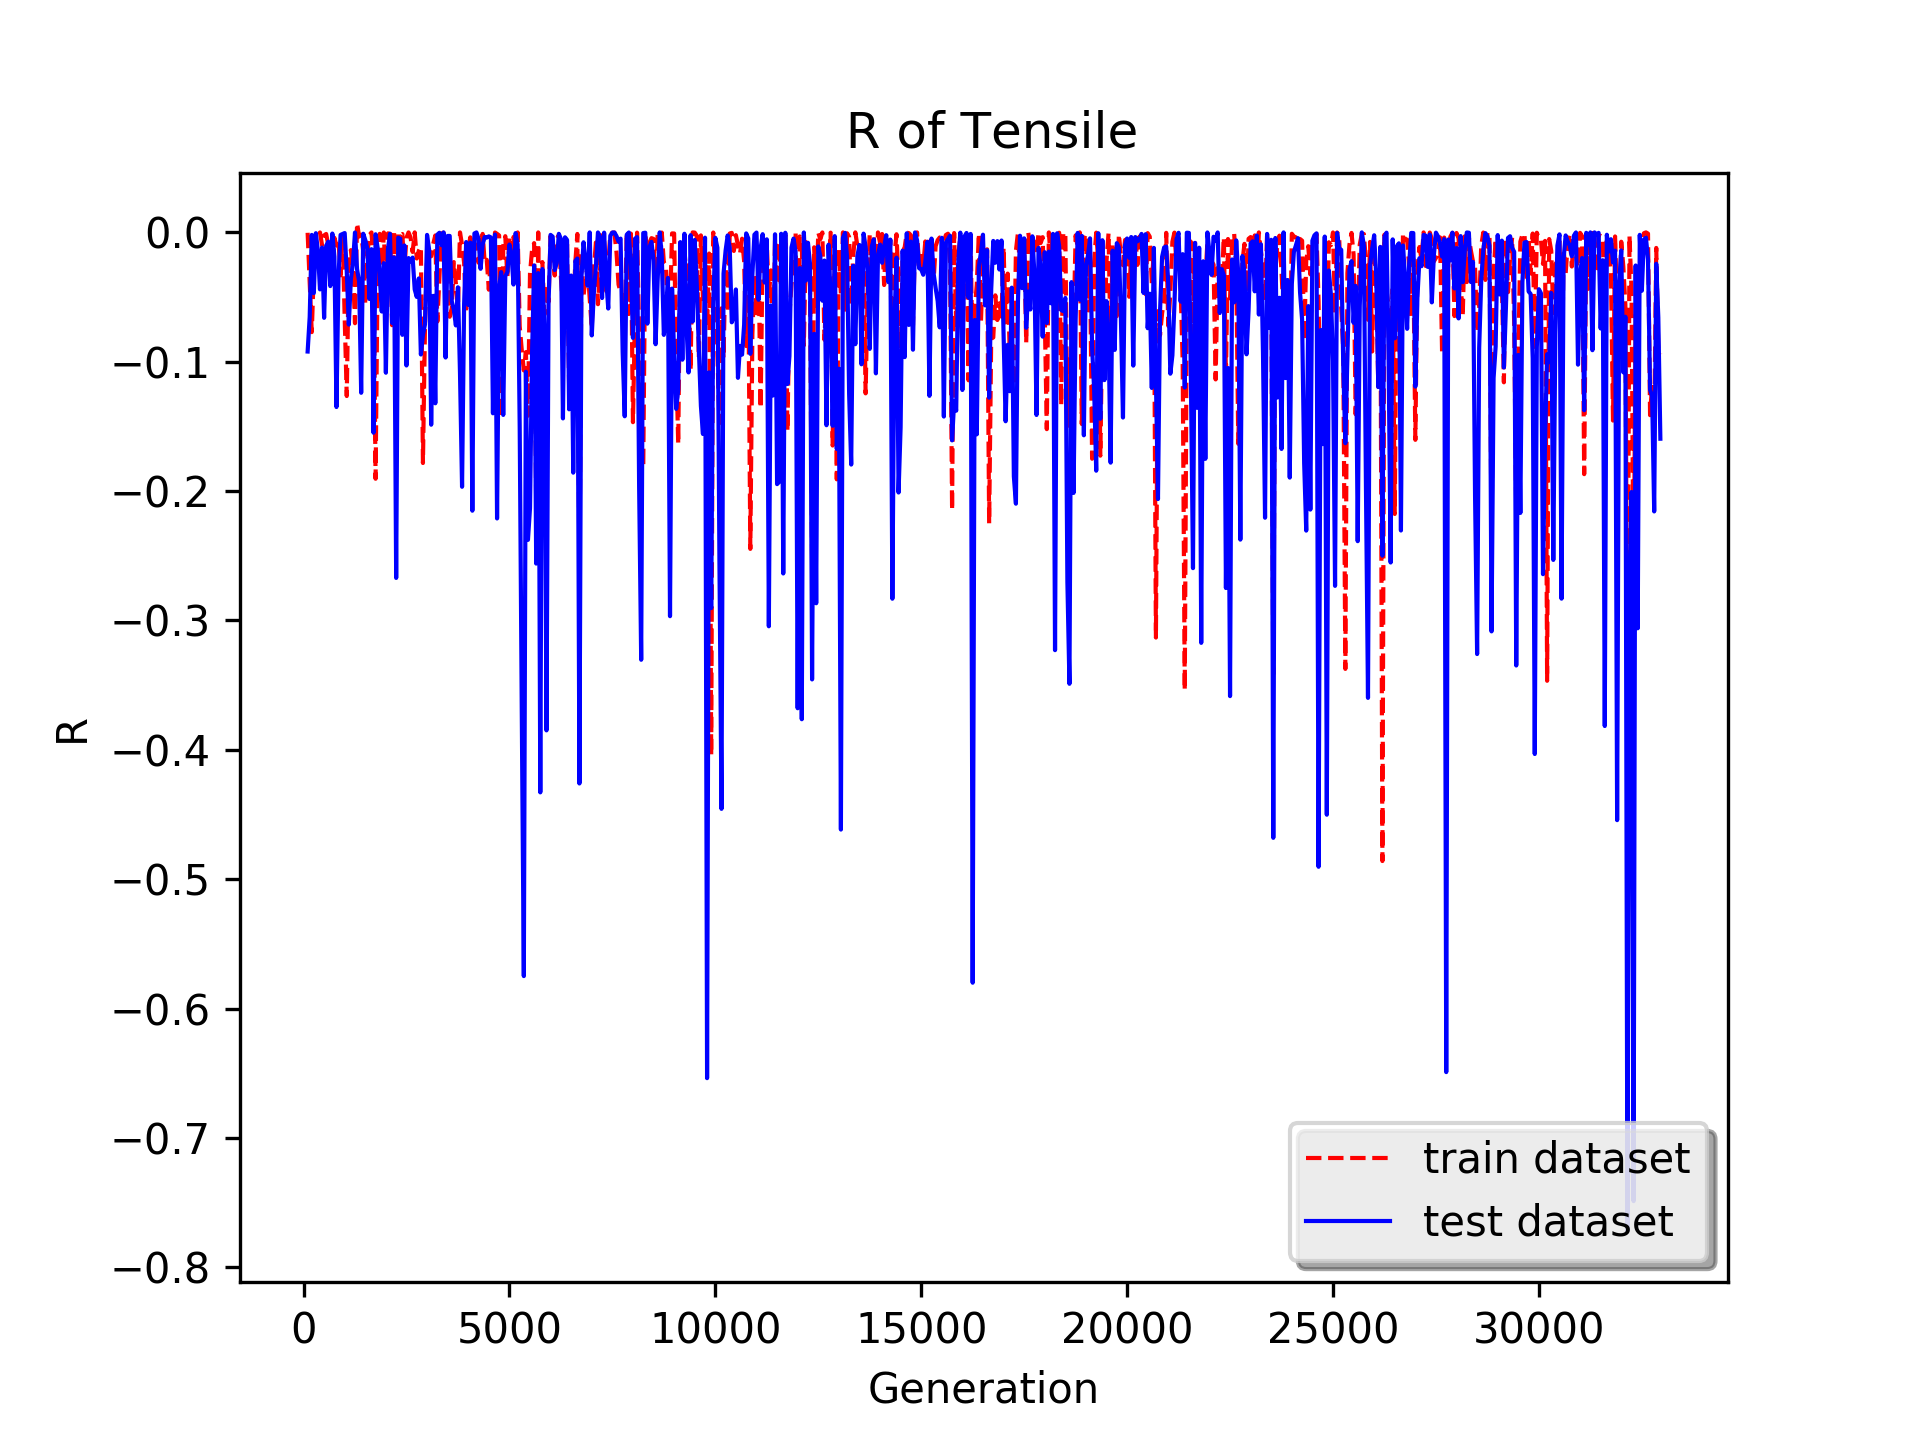 R of Tensile
0.0
−0.1
−0.2
−0.3
−0.4
−0.5
−0.6
−0.7
−0.8
R
train dataset
test dataset
0 5000 10000 15000 20000 25000 30000
Generation